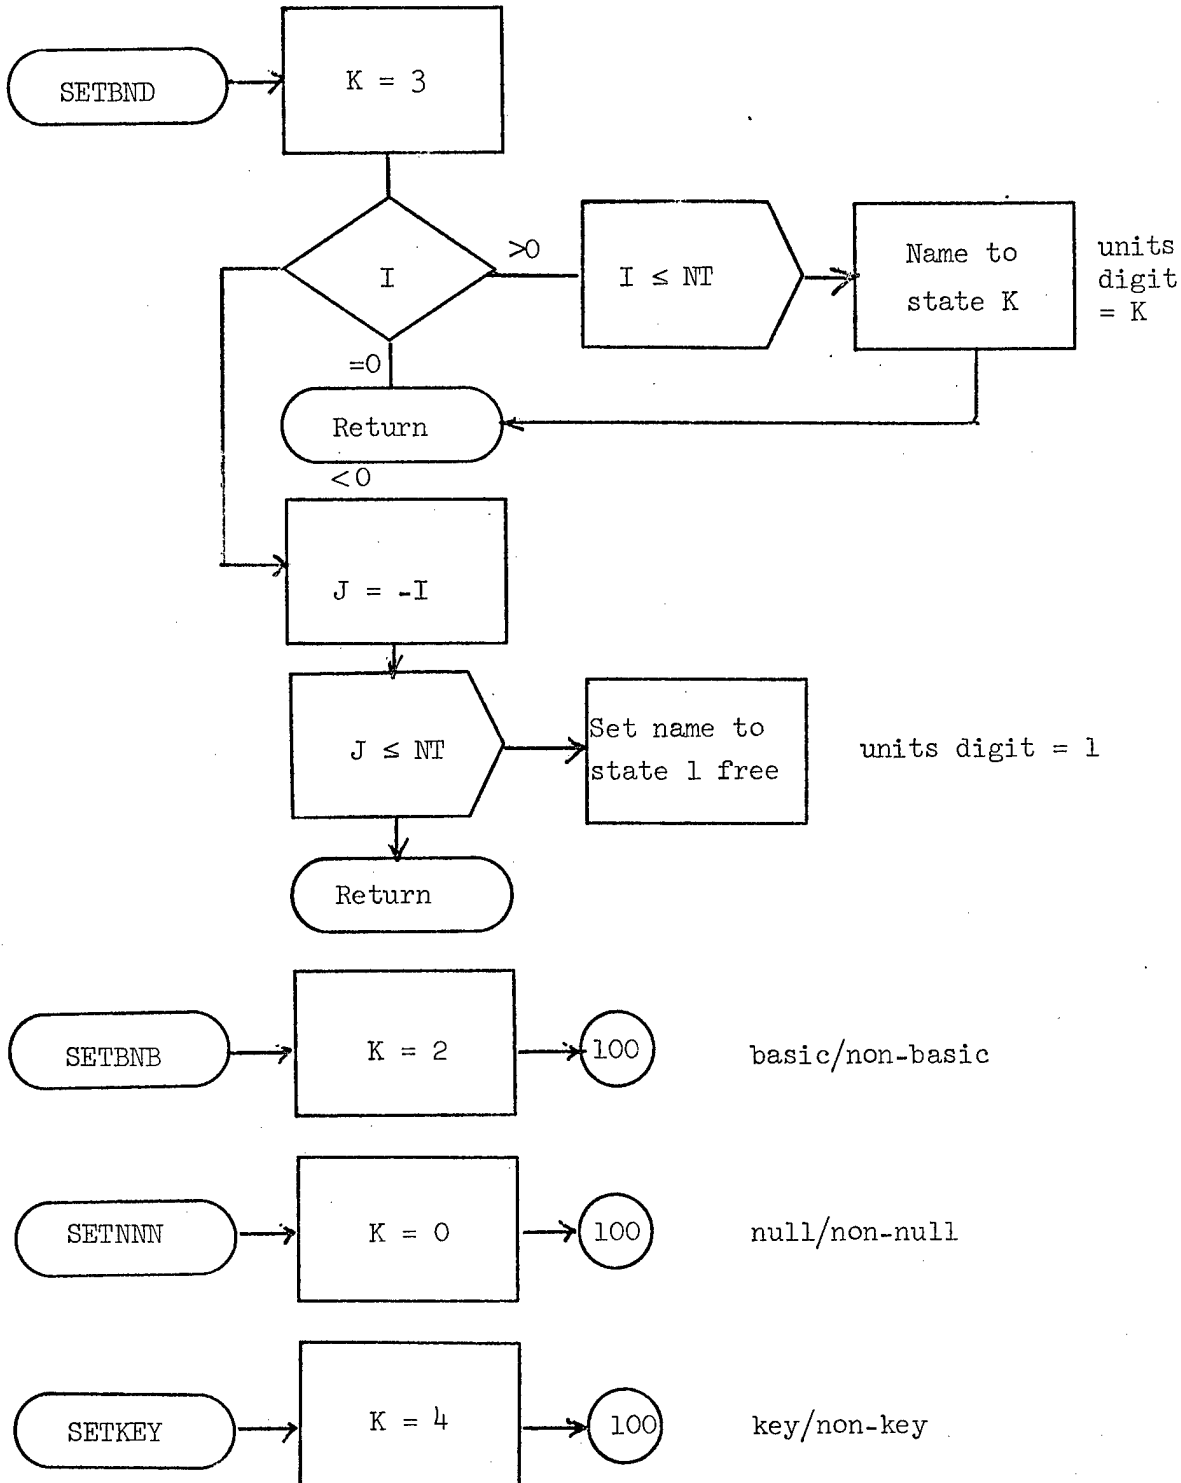 SETBND
K = 3
I
>0
I ≤ NT
Name to
state K
units
digit
= K
=0
Return
<0
J = -I
J ≤ NT
Set name to
state 1 free
units digit = 1
Return
SETBNB
K = 2
100
basic/non-basic
SETNNN
K = 0
100
null/non-null
SETKEY
K = 4
100
key/non-key